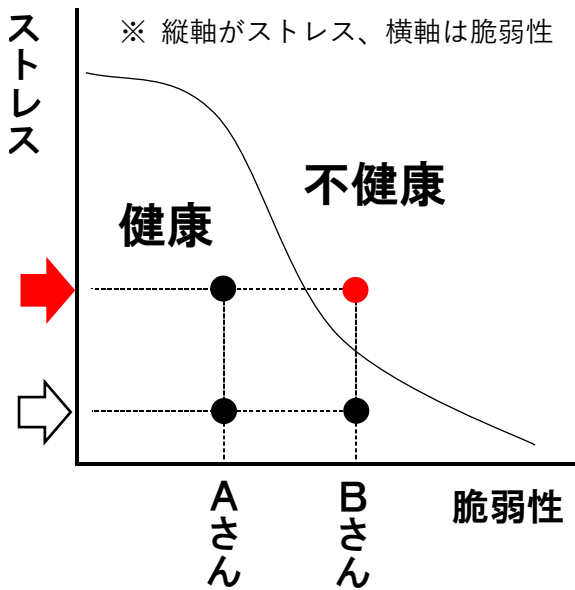 ※ 縦軸がストレス、横軸は脆弱性
ストレス
不健康
健康
Aさん
Bさん
脆弱性